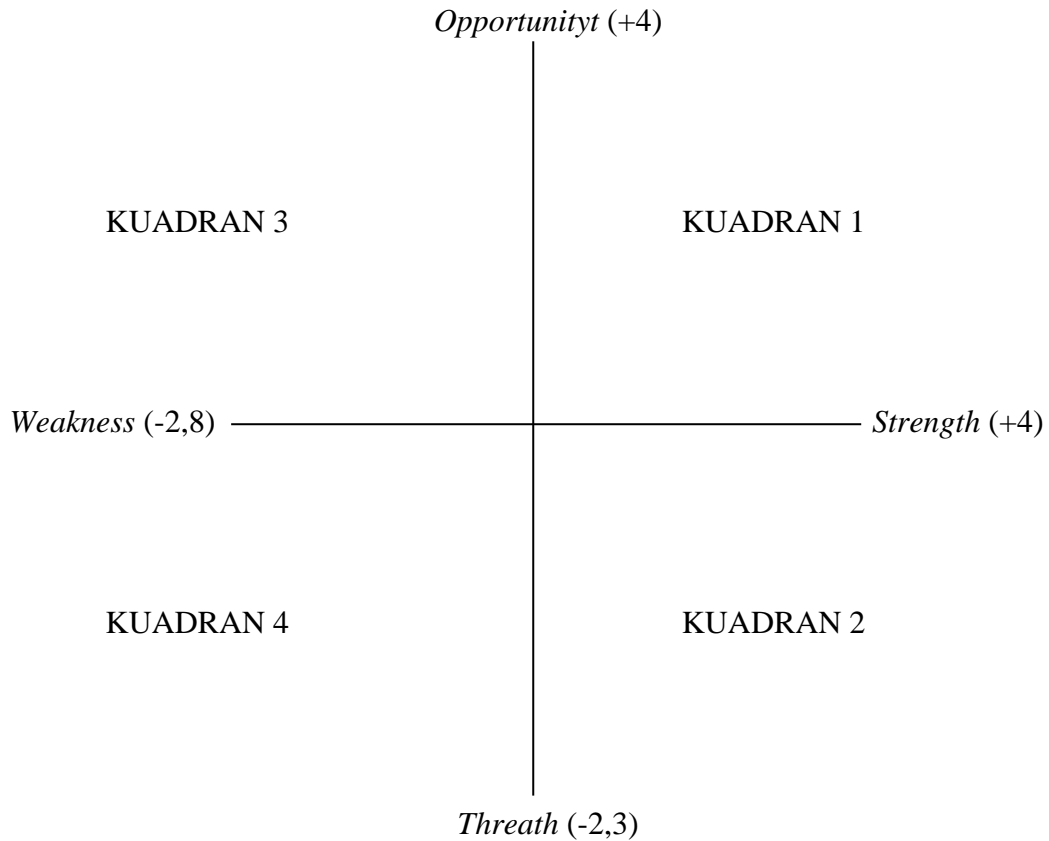 Opportunityt (+4)
KUADRAN 3
KUADRAN 1
Weakness (-2,8)
Strength (+4)
KUADRAN 4
KUADRAN 2
Threath (-2,3)